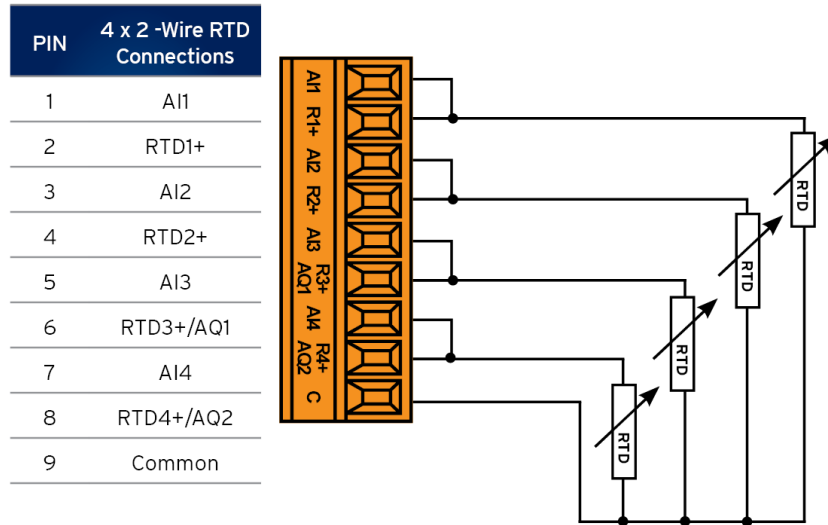 PIN 4 x 2 -Wire RTD Connections
1 AI1
2 RTD1+
3 AI2
4 RTD2+
5 AI3
6 RTD3+/AQ1
7 AI4
8 RTD4+/AQ2
9 Common
AI1
R1+
AI2
R2+
AI3
R3+
AQ1
AI4
R4+
AQ2
C
RTD
RTD
RTD
RTD